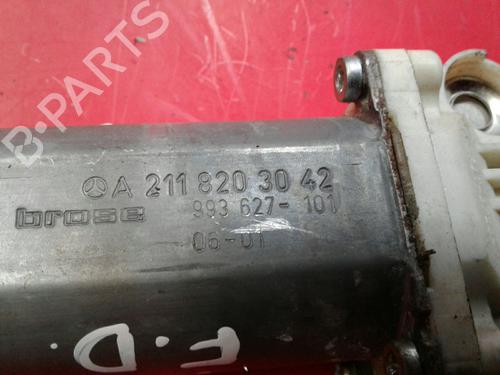 B-PARTS
A 211 820 30 42
brose 993 627-101
06-01
F.D.